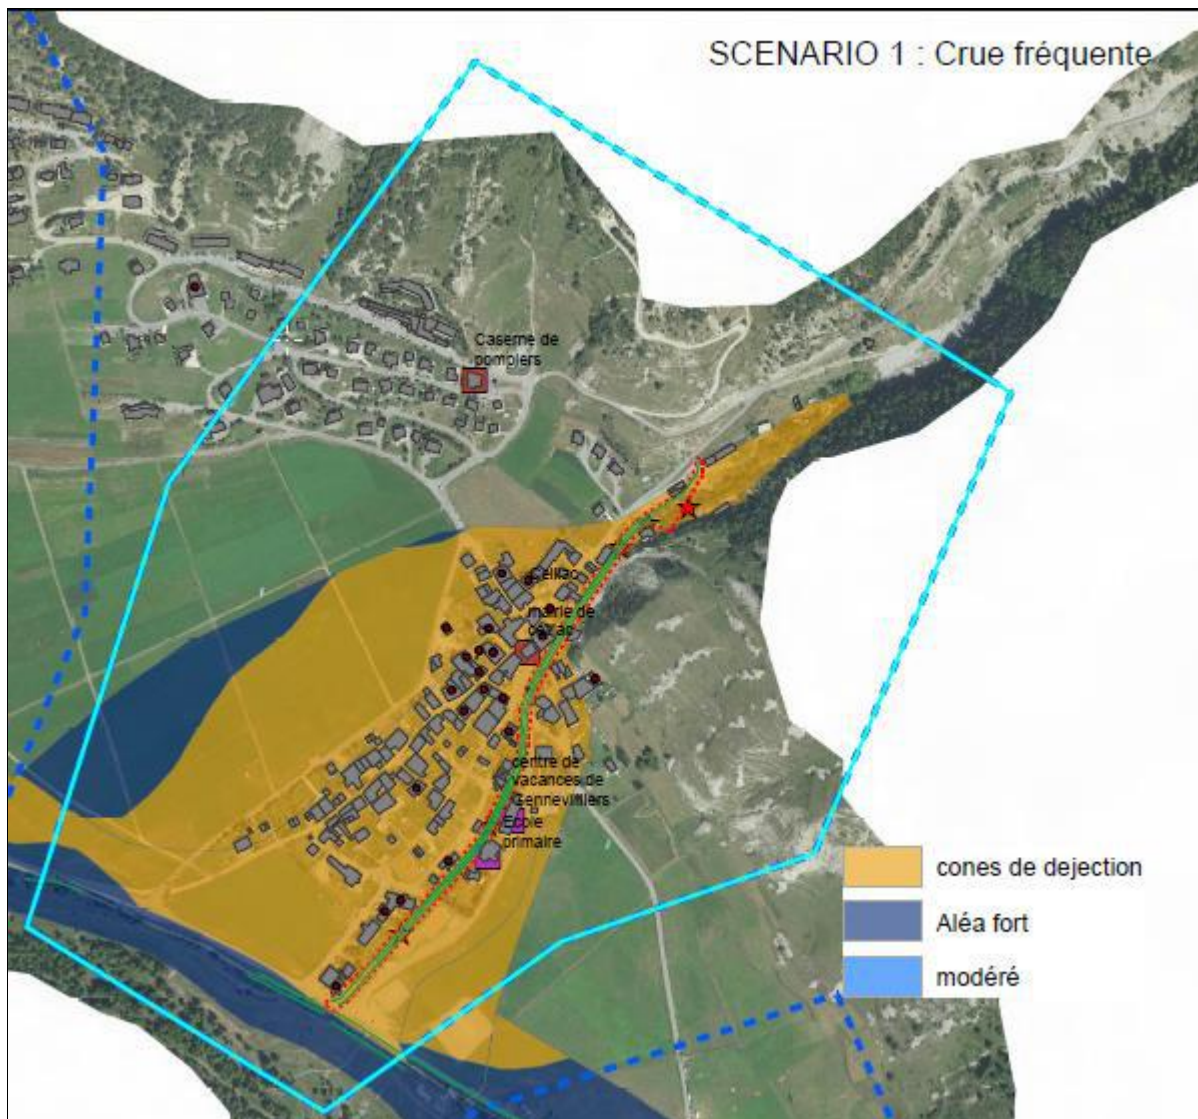 SCENARIO 1 : Crue fréquente
Caserne de
pompiers
Ceillac
mairie de
ceillac
centre de
vacances de
Gennevilliers
Ecole
primaire
cones de dejection
Aléa fort
modéré